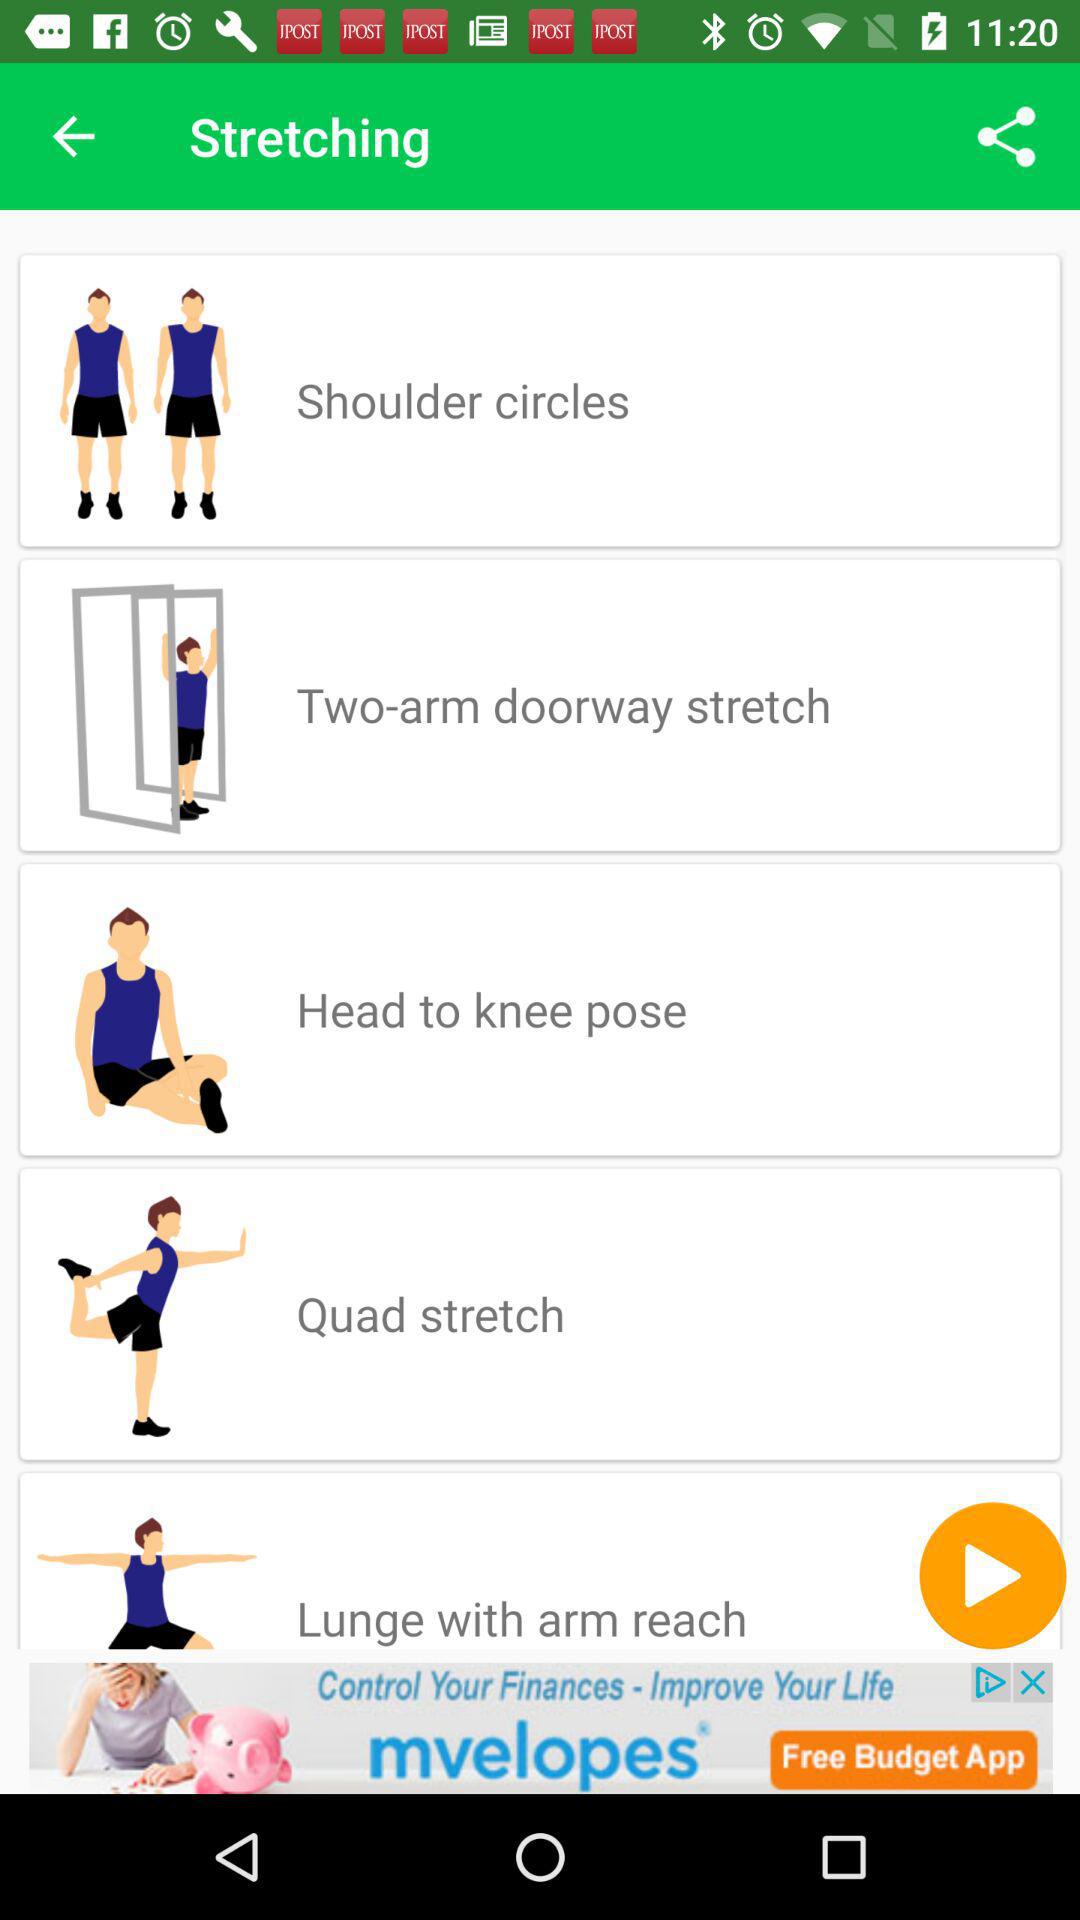 JPOST JPOST JPOST JPOST JPOST 11:20
Stretching
Shoulder circles
Two-arm doorway stretch
Head to knee pose
Quad stretch
Lunge with arm reach
Control Your Finances - Improve Your LIfe
mvelopes®
Free Budget App